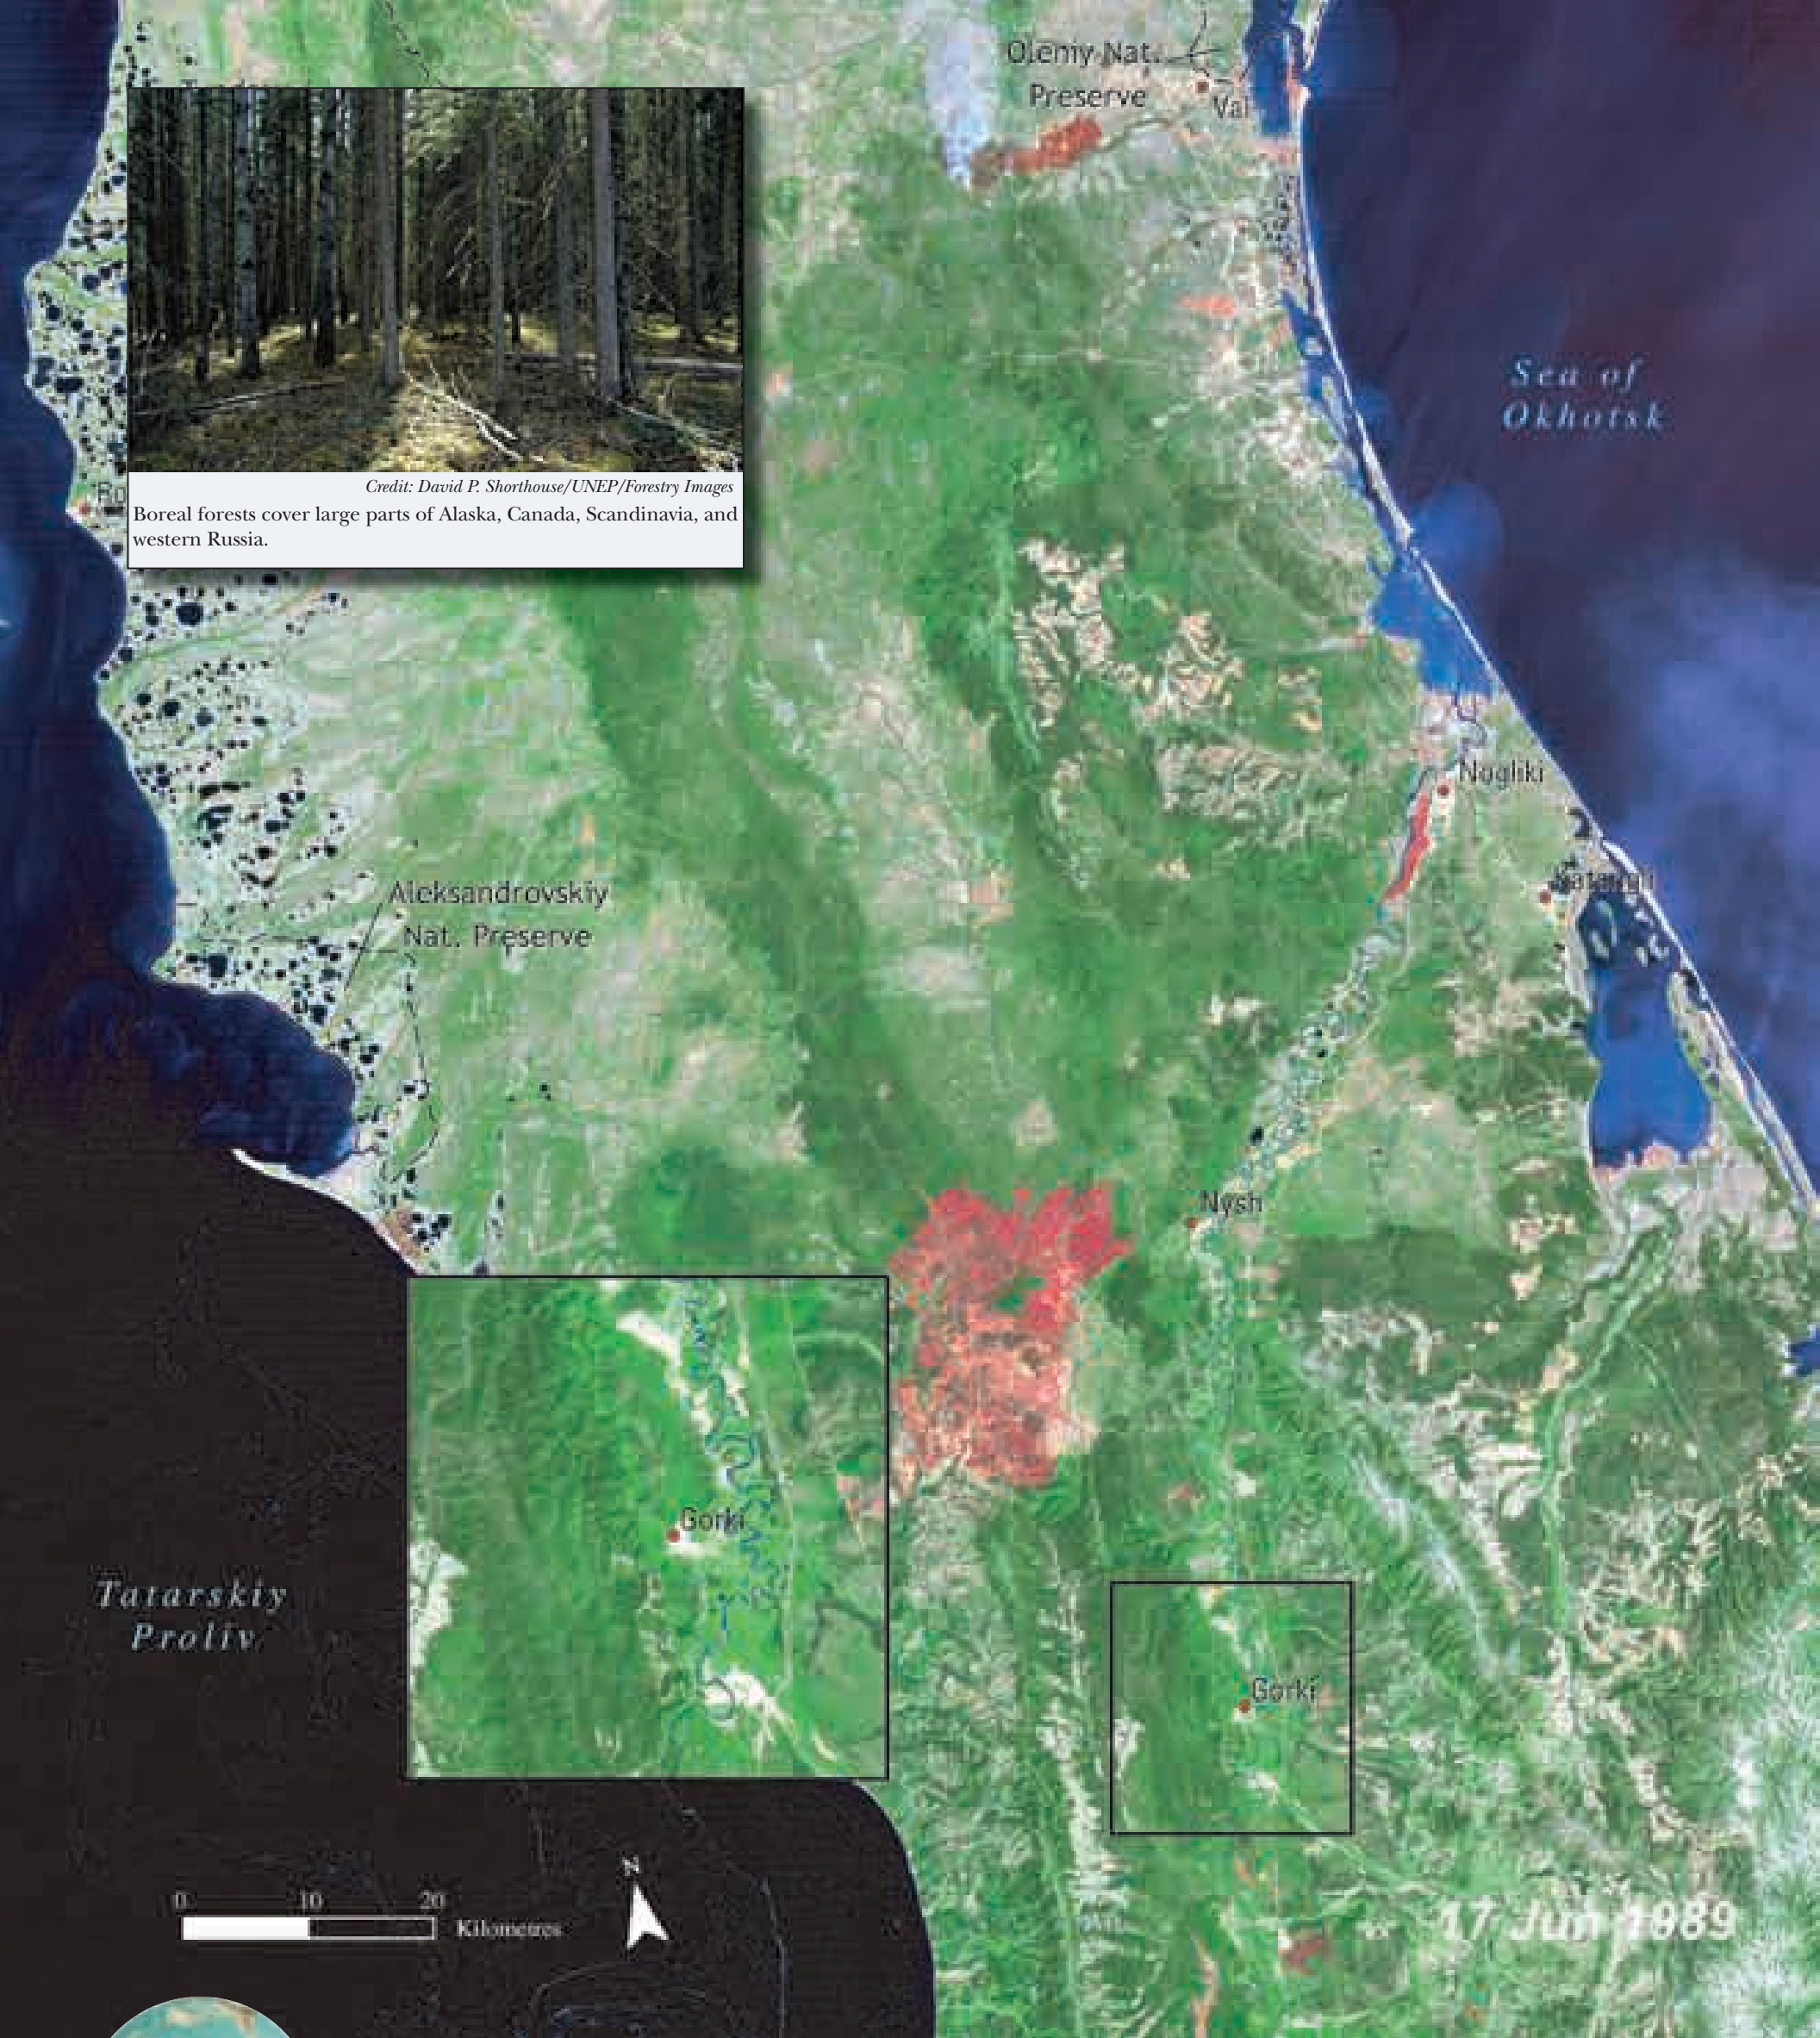 Oleniy Nat.
Preserve
Val
Credit: David P. Shorthouse/UNEP/Forestry Images
Boreal forests cover large parts of Alaska, Canada, Scandinavia, and
western Russia.
Sea of
Okhotsk
Nogliki
Aleksandrovskiy
Nat. Preserve
Nysh
Gorki
Tatarskiy
Proliv
Gorki
0 10 20
Kilometres
N
17 Jun 1989